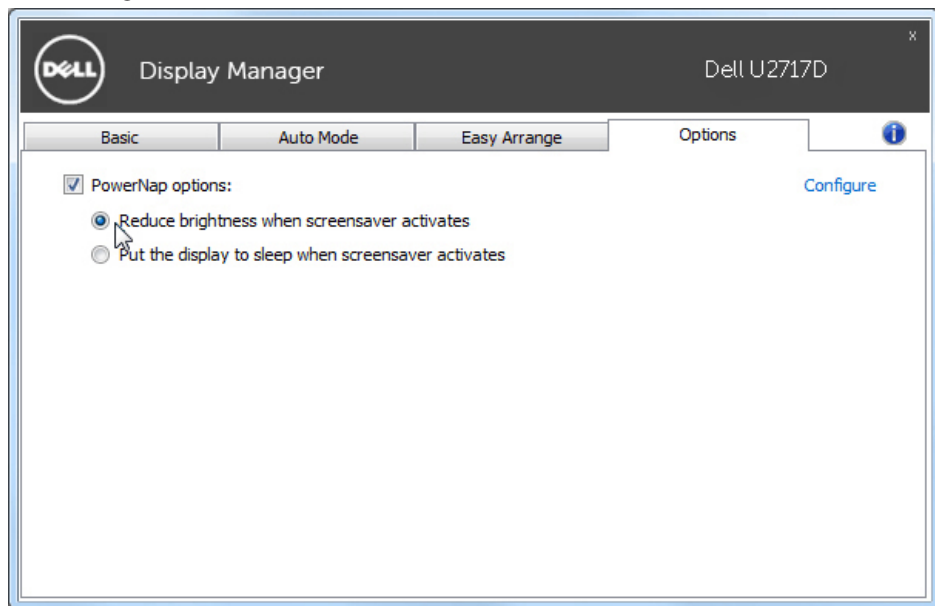 DELL
Display Manager
Dell U2717D
x
Basic
Auto Mode
Easy Arrange
Options
PowerNap options:
Configure
Reduce brightness when screensaver activates
Put the display to sleep when screensaver activates